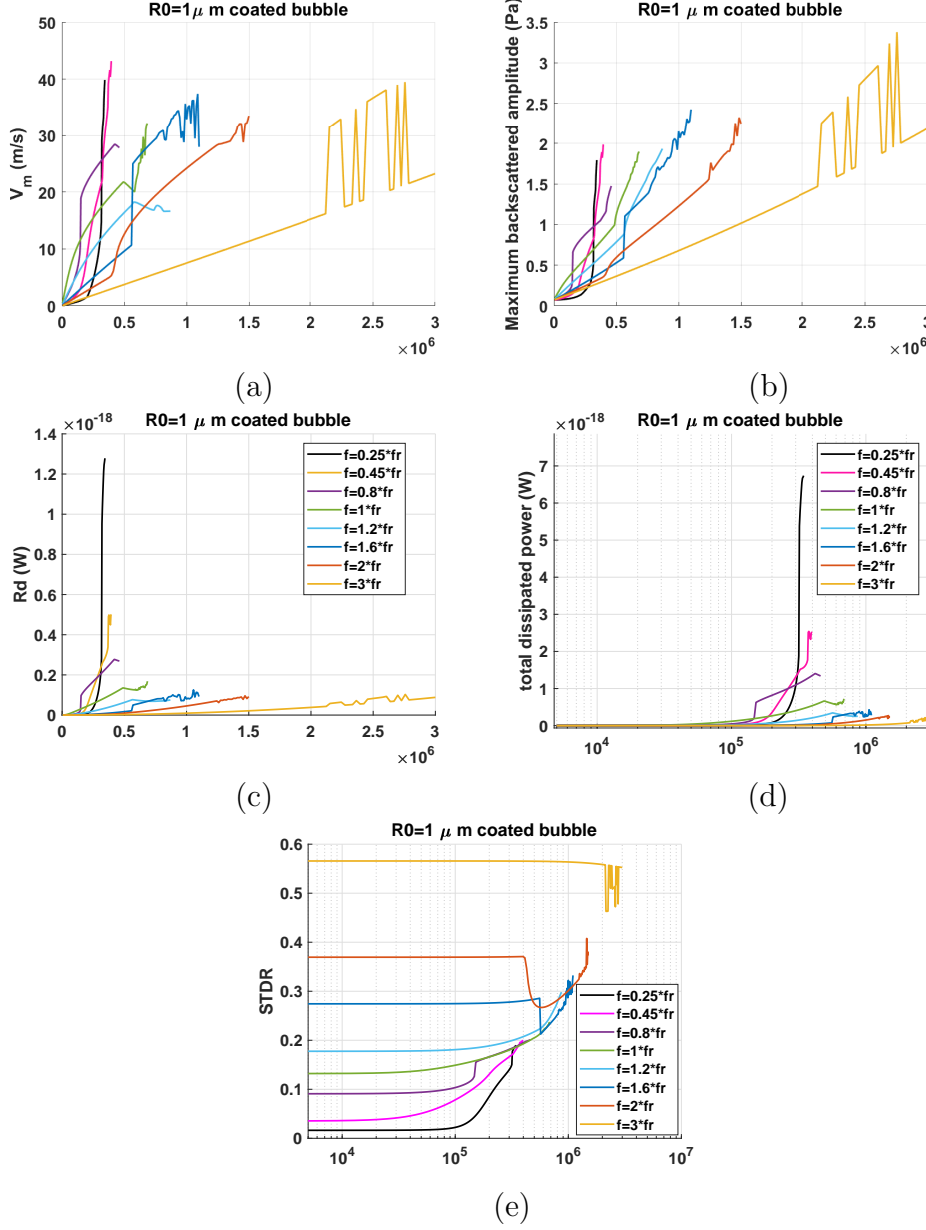 R0=1μ m coated bubble
V_m (m/s)
50
40
30
20
10
0
0 0.5 1 1.5 2 2.5 3
×10^6
(a)
R0=1 μ m coated bubble
Maximum backscattered amplitude (Pa)
3.5
3
2.5
2
1.5
1
0.5
0
0 0.5 1 1.5 2 2.5 3
×10^6
(b)
R0=1 μ m coated bubble
×10^-18
Rd (W)
1.4
1.2
1
0.8
0.6
0.4
0.2
0
0 0.5 1 1.5 2 2.5 3
×10^6
f=0.25*fr
f=0.45*fr
f=0.8*fr
f=1*fr
f=1.2*fr
f=1.6*fr
f=2*fr
f=3*fr
(c)
R0=1 μ m coated bubble
×10^-18
total dissipated power (W)
7
6
5
4
3
2
1
0
10^4 10^5 10^6
f=0.25*fr
f=0.45*fr
f=0.8*fr
f=1*fr
f=1.2*fr
f=1.6*fr
f=2*fr
f=3*fr
(d)
R0=1 μ m coated bubble
STDR
0.6
0.5
0.4
0.3
0.2
0.1
0
10^4 10^5 10^6 10^7
f=0.25*fr
f=0.45*fr
f=0.8*fr
f=1*fr
f=1.2*fr
f=1.6*fr
f=2*fr
f=3*fr
(e)